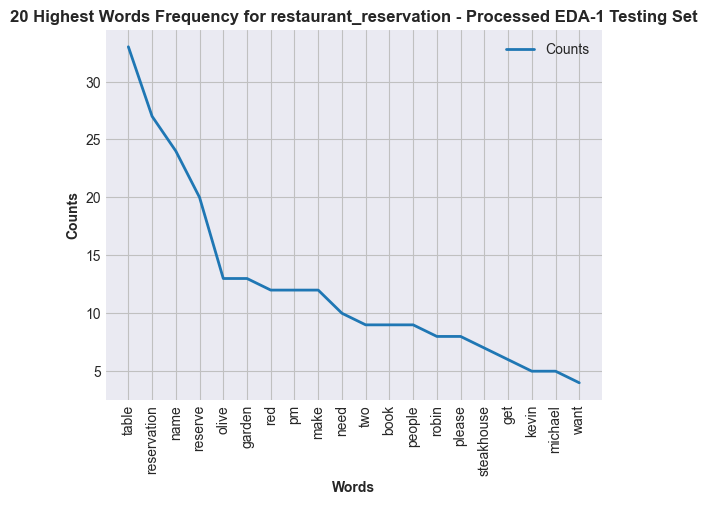 20 Highest Words Frequency for restaurant_reservation - Processed EDA-1 Testing Set
Counts
30
25
20
15
10
5
Counts
table
reservation
name
reserve
olive
garden
red
pm
make
need
two
book
people
robin
please
steakhouse
get
kevin
michael
want
Words